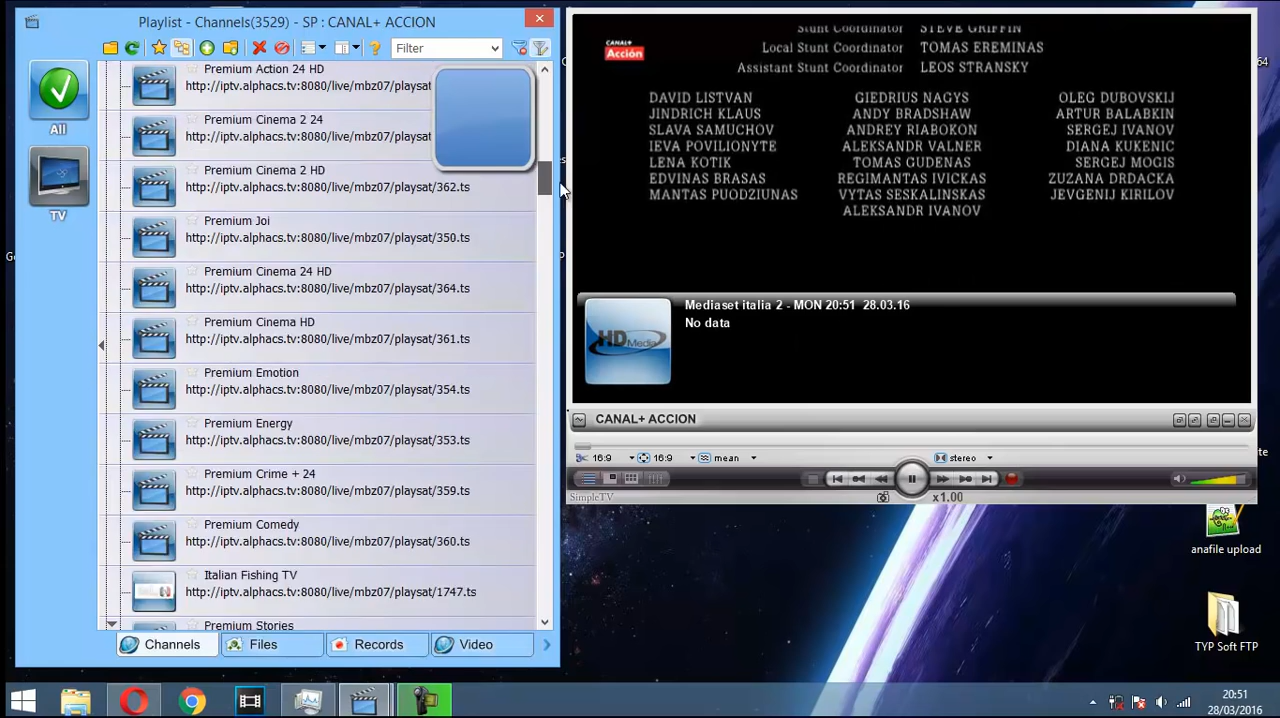 Playlist - Channels(3529) - SP : CANAL+ ACCION
Filter
All
TV
Premium Action 24 HD
http://iptv.alphacs.tv:8080/live/mbz07/playsat
Premium Cinema 2 24
http://iptv.alphacs.tv:8080/live/mbz07/playsat
Premium Cinema 2 HD
http://iptv.alphacs.tv:8080/live/mbz07/playsat/362.ts
Premium Joi
http://iptv.alphacs.tv:8080/live/mbz07/playsat/350.ts
Premium Cinema 24 HD
http://iptv.alphacs.tv:8080/live/mbz07/playsat/364.ts
Premium Cinema HD
http://iptv.alphacs.tv:8080/live/mbz07/playsat/361.ts
Premium Emotion
http://iptv.alphacs.tv:8080/live/mbz07/playsat/354.ts
Premium Energy
http://iptv.alphacs.tv:8080/live/mbz07/playsat/353.ts
Premium Crime + 24
http://iptv.alphacs.tv:8080/live/mbz07/playsat/359.ts
Premium Comedy
http://iptv.alphacs.tv:8080/live/mbz07/playsat/360.ts
Italian Fishing TV
http://iptv.alphacs.tv:8080/live/mbz07/playsat/1747.ts
Premium Stories
Channels
Files
Records
Video
CANAL+
Acción
Stunt Coordinator STEVE GRIFFIN
Local Stunt Coordinator TOMAS EREMINAS
Assistant Stunt Coordinator LEOS STRANSKY
DAVID LISTVAN GIEDRIUS NAGYS OLEG DUBOVSKIJ
JINDRICH KLAUS ANDY BRADSHAW ARTUR BALABKIN
SLAVA SAMUCHOV ANDREY RIABOKON SERGEJ IVANOV
IEVA POVILIONYTE ALEKSANDR VALNER DIANA KUKENIC
LENA KOTIK TOMAS GUDENAS SERGEJ MOGIS
EDVINAS BRASAS REGIMANTAS IVICKAS ZUZANA DRDACKA
MANTAS PUODZIUNAS VYTAS SESKALINSKAS JEVGENIJ KIRILOV
ALEKSANDR IVANOV
HD Media
Mediaset italia 2 - MON 20:51 28.03.16
No data
CANAL+ ACCION
16:9
16:9
mean
stereo
SimpleTV
x1.00
64
te
anafile upload
TYP Soft FTP
20:51
28/03/2016